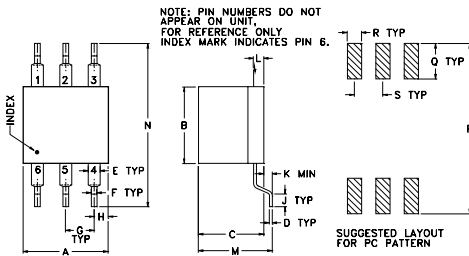 NOTE: PIN NUMBERS DO NOT
APPEAR ON UNIT,
FOR REFERENCE ONLY
INDEX MARK INDICATES PIN 6.
L
R TYP
Q TYP
S TYP
1 2 3
INDEX
N
B
6 5 4
E TYP
F TYP
G
TYP
H
A
K MIN
J TYP
D TYP
C
M
SUGGESTED LAYOUT
FOR PC PATTERN